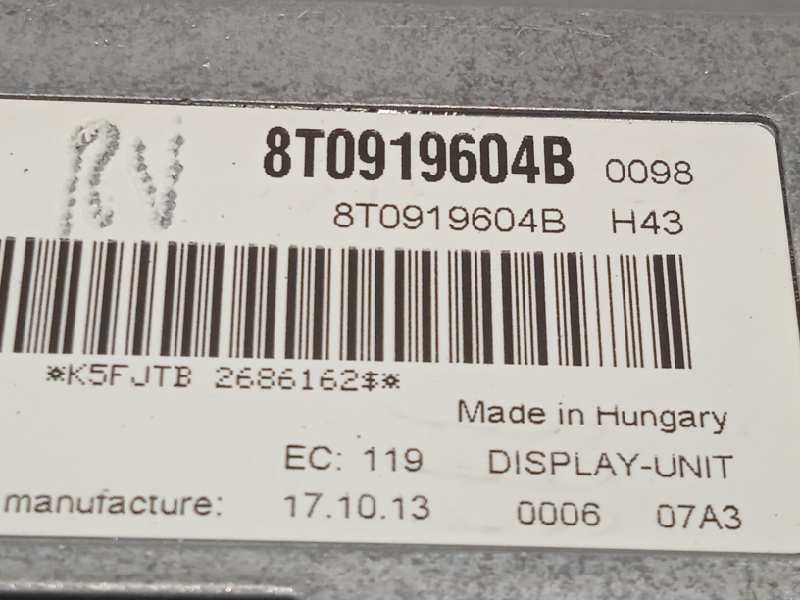 RN
8T0919604B 0098
8T0919604B H43
*K5FJTB 2686162$*
Made in Hungary
EC: 119 DISPLAY-UNIT
manufacture: 17.10.13 0006 07A3